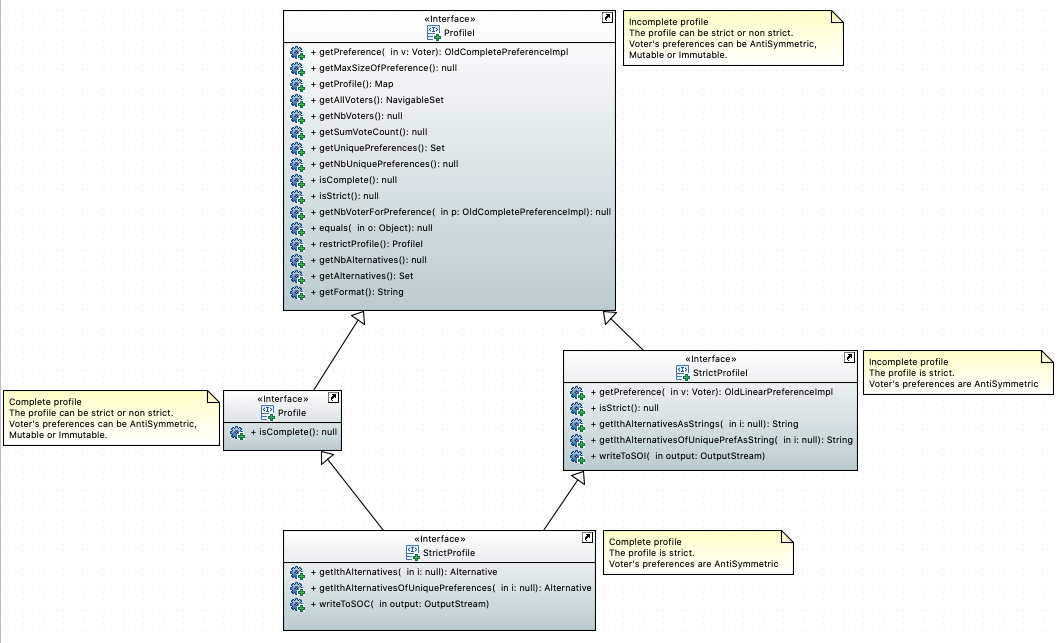 «Interface»
ProfileI
+ getPreference(  in v: Voter): OldCompletePreferenceImpl
+ getMaxSizeOfPreference(): null
+ getProfile(): Map
+ getAllVoters(): NavigableSet
+ getNbVoters(): null
+ getSumVoteCount(): null
+ getUniquePreferences(): Set
+ getNbUniquePreferences(): null
+ isComplete(): null
+ isStrict(): null
+ getNbVoterForPreference(  in p: OldCompletePreferenceImpl): null
+ equals(  in o: Object): null
+ restrictProfile(): ProfileI
+ getNbAlternatives(): null
+ getAlternatives(): Set
+ getFormat(): String
Incomplete profile
The profile can be strict or non strict.
Voter's preferences can be AntiSymmetric,
Mutable or Immutable.
«Interface»
StrictProfileI
+ getPreference(  in v: Voter): OldLinearPreferenceImpl
+ isStrict(): null
+ getIthAlternativesAsStrings(  in i: null): String
+ getIthAlternativesOfUniquePrefAsString(  in i: null): String
+ writeToSOI(  in output: OutputStream)
Incomplete profile
The profile is strict.
Voter's preferences are AntiSymmetric
Complete profile
The profile can be strict or non strict.
Voter's preferences can be AntiSymmetric,
Mutable or Immutable.
«Interface»
Profile
+ isComplete(): null
«Interface»
StrictProfile
+ getIthAlternatives(  in i: null): Alternative
+ getIthAlternativesOfUniquePreferences(  in i: null): Alternative
+ writeToSOC(  in output: OutputStream)
Complete profile
The profile is strict.
Voter's preferences are AntiSymmetric